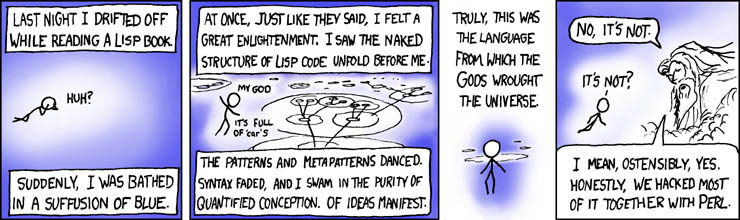 LAST NIGHT I DRIFTED OFF
WHILE READING A LISP BOOK.
HUH?
SUDDENLY, I WAS BATHED
IN A SUFFUSION OF BLUE.
AT ONCE, JUST LIKE THEY SAID, I FELT A
GREAT ENLIGHTENMENT. I SAW THE NAKED
STRUCTURE OF LISP CODE UNFOLD BEFORE ME.
MY GOD
IT'S FULL
OF 'car'S
THE PATTERNS AND METAPATTERNS DANCED.
SYNTAX FADED, AND I SWAM IN THE PURITY OF
QUANTIFIED CONCEPTION. OF IDEAS MANIFEST.
TRULY, THIS WAS
THE LANGUAGE
FROM WHICH THE
GODS WROUGHT
THE UNIVERSE.
NO, IT'S NOT.
IT'S NOT?
I MEAN, OSTENSIBLY, YES.
HONESTLY, WE HACKED MOST
OF IT TOGETHER WITH PERL.